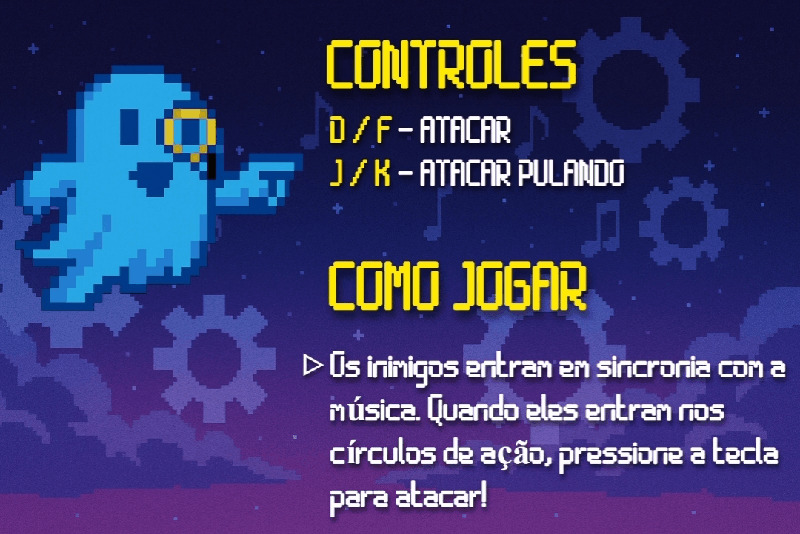 CONTROLES
D / F - ATACAR
J / K - ATACAR PULANDO
COMO JOGAR
Os inimigos entram em sincronia com a
música. Quando eles entram nos
círculos de ação, pressione a tecla
para atacar!